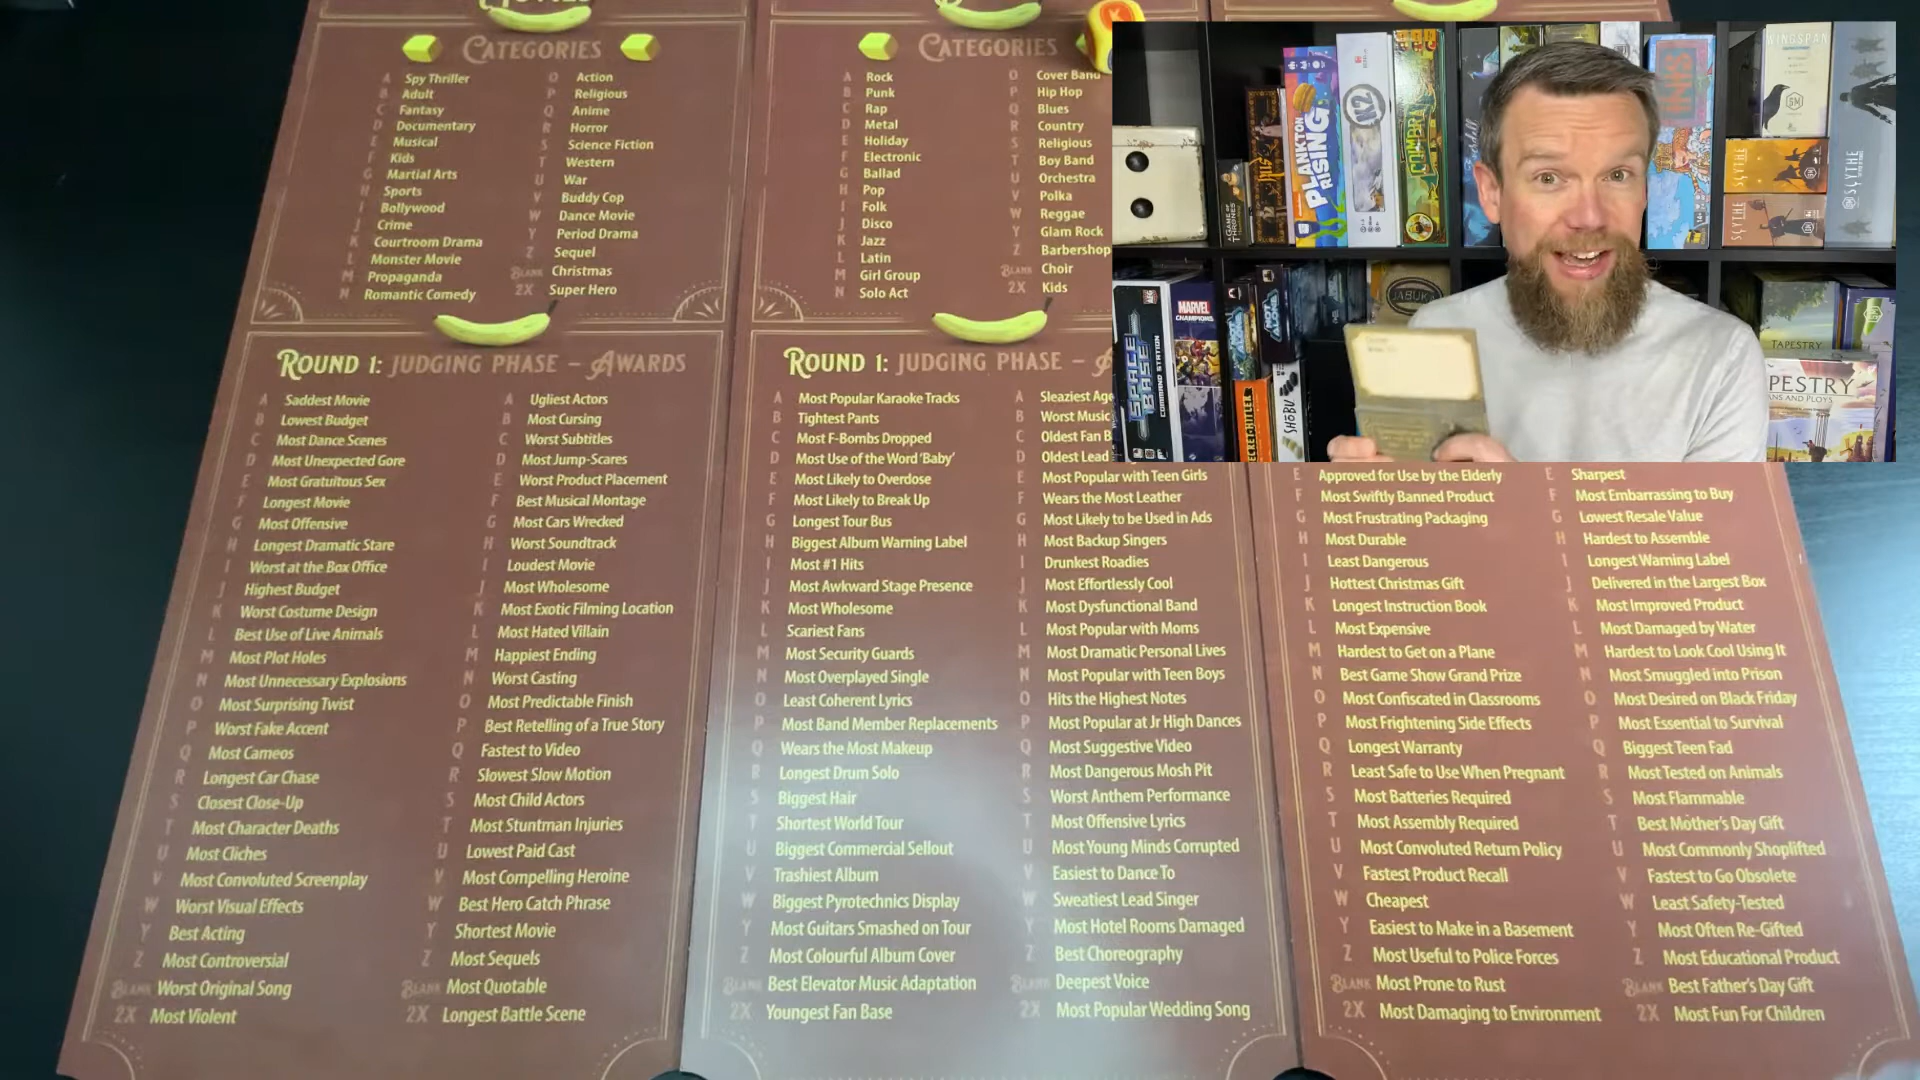 CATEGORIES
A Spy Thriller
B Adult
C Fantasy
D Documentary
E Musical
F Kids
G Martial Arts
H Sports
I Bollywood
J Crime
K Courtroom Drama
L Monster Movie
M Propaganda
N Romantic Comedy
O Action
P Religious
Q Anime
R Horror
S Science Fiction
T Western
U War
V Buddy Cop
W Dance Movie
Y Period Drama
Z Sequel
BLANK Christmas
2X Super Hero
ROUND 1: JUDGING PHASE – AWARDS
A Saddest Movie
B Lowest Budget
C Most Dance Scenes
D Most Unexpected Gore
E Most Gratuitous Sex
F Longest Movie
G Most Offensive
H Longest Dramatic Stare
I Worst at the Box Office
J Highest Budget
K Worst Costume Design
L Best Use of Live Animals
M Most Plot Holes
N Most Unnecessary Explosions
O Most Surprising Twist
P Worst Fake Accent
Q Most Cameos
R Longest Car Chase
S Closest Close-Up
T Most Character Deaths
U Most Cliches
V Most Convoluted Screenplay
W Worst Visual Effects
Y Best Acting
Z Most Controversial
BLANK Worst Original Song
2X Most Violent
A Ugliest Actors
B Most Cursing
C Worst Subtitles
D Most Jump-Scares
E Worst Product Placement
F Best Musical Montage
G Most Cars Wrecked
H Worst Soundtrack
I Loudest Movie
J Most Wholesome
K Most Exotic Filming Location
L Most Hated Villain
M Happiest Ending
N Worst Casting
O Most Predictable Finish
P Best Retelling of a True Story
Q Fastest to Video
R Slowest Slow Motion
S Most Child Actors
T Most Stuntman Injuries
U Lowest Paid Cast
V Most Compelling Heroine
W Best Hero Catch Phrase
Y Shortest Movie
Z Most Sequels
BLANK Most Quotable
2X Longest Battle Scene
CATEGORIES
A Rock
B Punk
C Rap
D Metal
E Holiday
F Electronic
G Ballad
H Pop
I Folk
J Disco
K Jazz
L Latin
M Girl Group
N Solo Act
O Cover Band
P Hip Hop
Q Blues
R Country
S Religious
T Boy Band
U Orchestra
V Polka
W Reggae
Y Glam Rock
Z Barbershop
BLANK Choir
2X Kids
ROUND 1: JUDGING PHASE –
A Most Popular Karaoke Tracks
B Tightest Pants
C Most F-Bombs Dropped
D Most Use of the Word 'Baby'
E Most Likely to Overdose
F Most Likely to Break Up
G Longest Tour Bus
H Biggest Album Warning Label
I Most #1 Hits
J Most Awkward Stage Presence
K Most Wholesome
L Scariest Fans
M Most Security Guards
N Most Overplayed Single
O Least Coherent Lyrics
P Most Band Member Replacements
Q Wears the Most Makeup
R Longest Drum Solo
S Biggest Hair
T Shortest World Tour
U Biggest Commercial Sellout
V Trashiest Album
W Biggest Pyrotechnics Display
Y Most Guitars Smashed on Tour
Z Most Colourful Album Cover
BLANK Best Elevator Music Adaptation
2X Youngest Fan Base
A Sleaziest Age
B Worst Music
C Oldest Fan B
D Oldest Lead
E Most Popular with Teen Girls
F Wears the Most Leather
G Most Likely to be Used in Ads
H Most Backup Singers
I Drunkest Roadies
J Most Effortlessly Cool
K Most Dysfunctional Band
L Most Popular with Moms
M Most Dramatic Personal Lives
N Most Popular with Teen Boys
O Hits the Highest Notes
P Most Popular at Jr High Dances
Q Most Suggestive Video
R Most Dangerous Mosh Pit
S Worst Anthem Performance
T Most Offensive Lyrics
U Most Young Minds Corrupted
V Easiest to Dance To
W Sweatiest Lead Singer
Y Most Hotel Rooms Damaged
Z Best Choreography
BLANK Deepest Voice
2X Most Popular Wedding Song
E Approved for Use by the Elderly
F Most Swiftly Banned Product
G Most Frustrating Packaging
H Most Durable
I Least Dangerous
J Hottest Christmas Gift
K Longest Instruction Book
L Most Expensive
M Hardest to Get on a Plane
N Best Game Show Grand Prize
O Most Confiscated in Classrooms
P Most Frightening Side Effects
Q Longest Warranty
R Least Safe to Use When Pregnant
S Most Batteries Required
T Most Assembly Required
U Most Convoluted Return Policy
V Fastest Product Recall
W Cheapest
Y Easiest to Make in a Basement
Z Most Useful to Police Forces
BLANK Most Prone to Rust
2X Most Damaging to Environment
E Sharpest
F Most Embarrassing to Buy
G Lowest Resale Value
H Hardest to Assemble
I Longest Warning Label
J Delivered in the Largest Box
K Most Improved Product
L Most Damaged by Water
M Hardest to Look Cool Using It
N Most Smuggled into Prison
O Most Desired on Black Friday
P Most Essential to Survival
Q Biggest Teen Fad
R Most Tested on Animals
S Most Flammable
T Best Mother's Day Gift
U Most Commonly Shoplifted
V Fastest to Go Obsolete
W Least Safety-Tested
Y Most Often Re-Gifted
Z Most Educational Product
BLANK Best Father's Day Gift
2X Most Fun For Children
A GAME OF THRONES
PLANKTON RISING
COIMBRA
INIS
WINGSPAN
SCYTHE
SCYTHE
SCYTHE
AEG
SPACE BASE
COMMAND STATION
MARVEL CHAMPIONS
NOT ALONE
SECRET HITLER
SHŌBU
JABUKA
TAPESTRY
PESTRY
ANS AND PLOYS